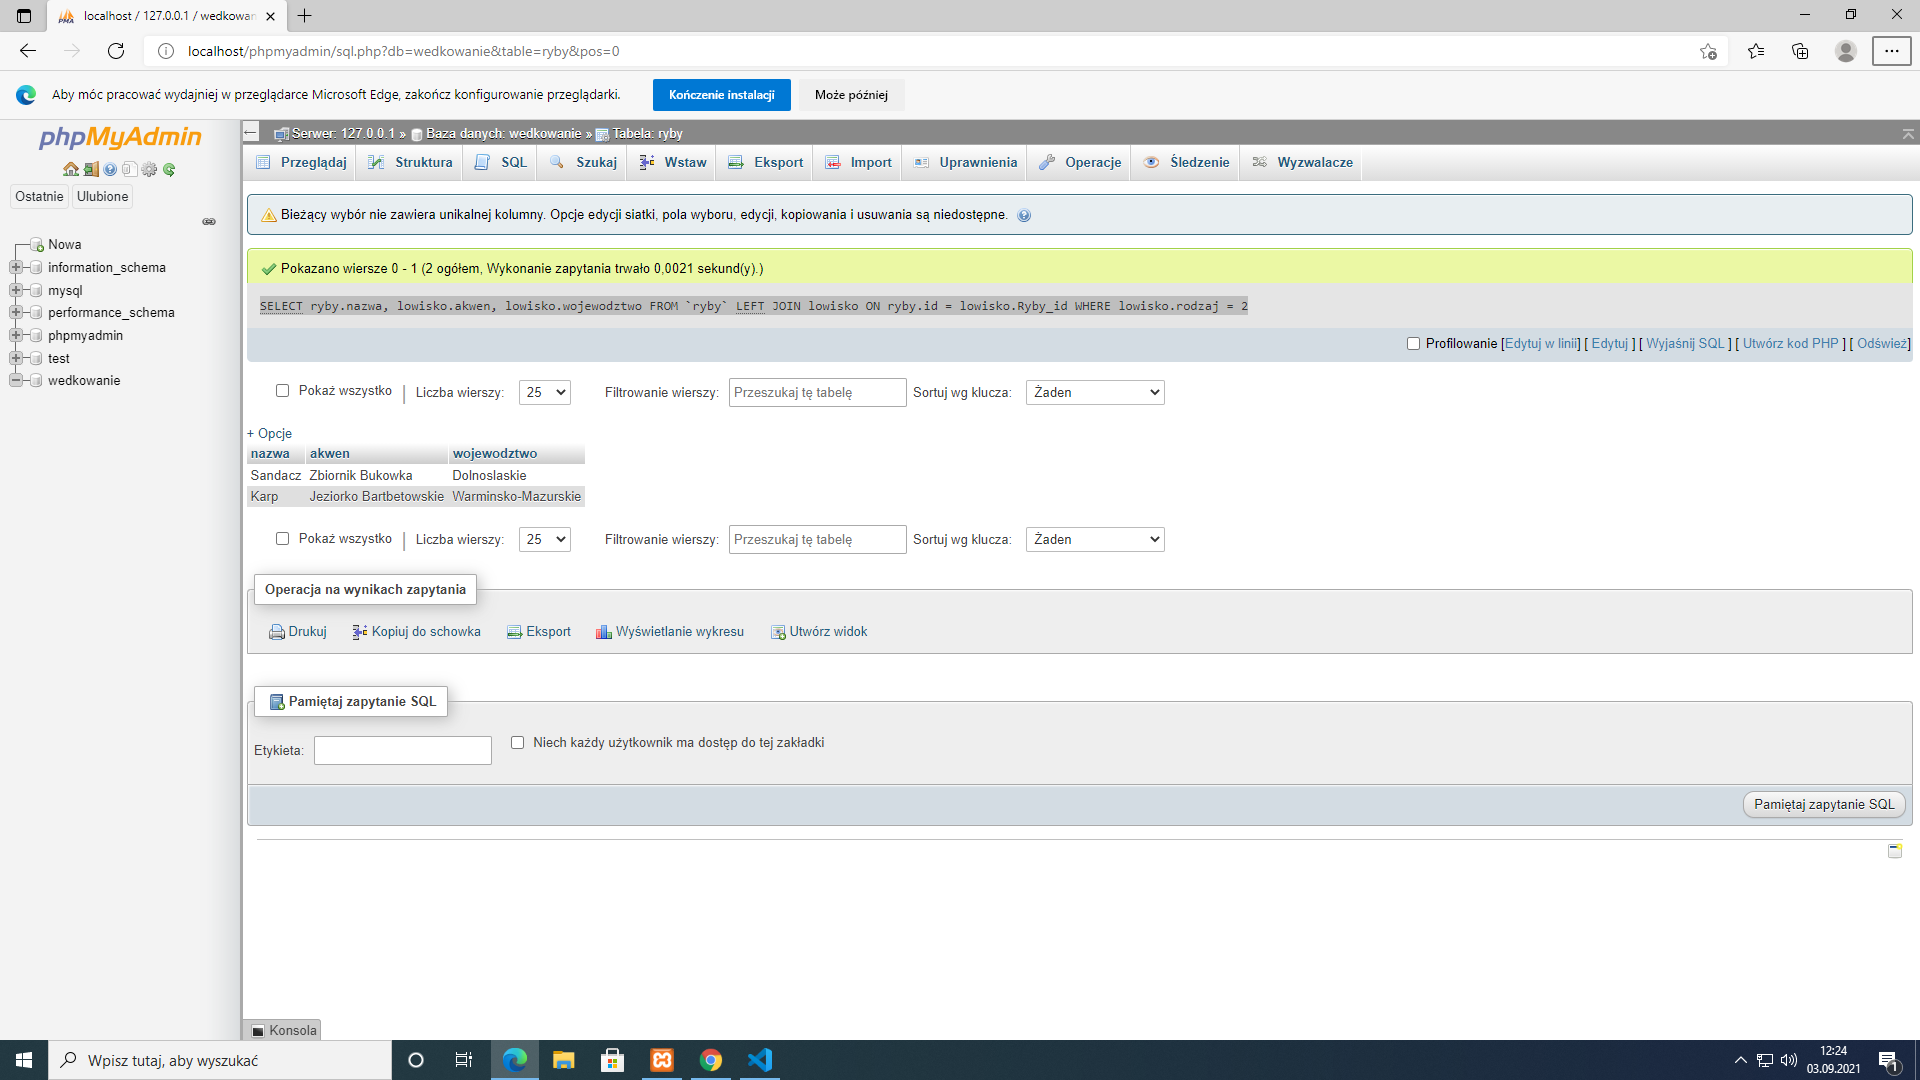 localhost / 127.0.0.1 / wedkowan
localhost/phpmyadmin/sql.php?db=wedkowanie&table=ryby&pos=0
Aby móc pracować wydajniej w przeglądarce Microsoft Edge, zakończ konfigurowanie przeglądarki.
Kończenie instalacji
Może później
phpMyAdmin
Ostatnie
Ulubione
Nowa
information_schema
mysql
performance_schema
phpmyadmin
test
wedkowanie
Serwer: 127.0.0.1 » Baza danych: wedkowanie » Tabela: ryby
Przeglądaj
Struktura
SQL
Szukaj
Wstaw
Eksport
Import
Uprawnienia
Operacje
Śledzenie
Wyzwalacze
Bieżący wybór nie zawiera unikalnej kolumny. Opcje edycji siatki, pola wyboru, edycji, kopiowania i usuwania są niedostępne.
Pokazano wiersze 0 - 1 (2 ogółem, Wykonanie zapytania trwało 0,0021 sekund(y).)
SELECT ryby.nazwa, lowisko.akwen, lowisko.wojewodztwo FROM `ryby` LEFT JOIN lowisko ON ryby.id = lowisko.Ryby_id WHERE lowisko.rodzaj = 2
Profilowanie [Edytuj w linii] [ Edytuj ] [ Wyjaśnij SQL ] [ Utwórz kod PHP ] [ Odśwież]
Pokaż wszystko | Liczba wierszy: 25 Filtrowanie wierszy: Przeszukaj tę tabelę Sortuj wg klucza: Żaden
+ Opcje
nazwa akwen wojewodztwo
Sandacz Zbiornik Bukowka Dolnoslaskie
Karp Jeziorko Bartbetowskie Warminsko-Mazurskie
Pokaż wszystko | Liczba wierszy: 25 Filtrowanie wierszy: Przeszukaj tę tabelę Sortuj wg klucza: Żaden
Operacja na wynikach zapytania
Drukuj
Kopiuj do schowka
Eksport
Wyświetlanie wykresu
Utwórz widok
Pamiętaj zapytanie SQL
Etykieta:
Niech każdy użytkownik ma dostęp do tej zakładki
Pamiętaj zapytanie SQL
Konsola
Wpisz tutaj, aby wyszukać
12:24
03.09.2021
1